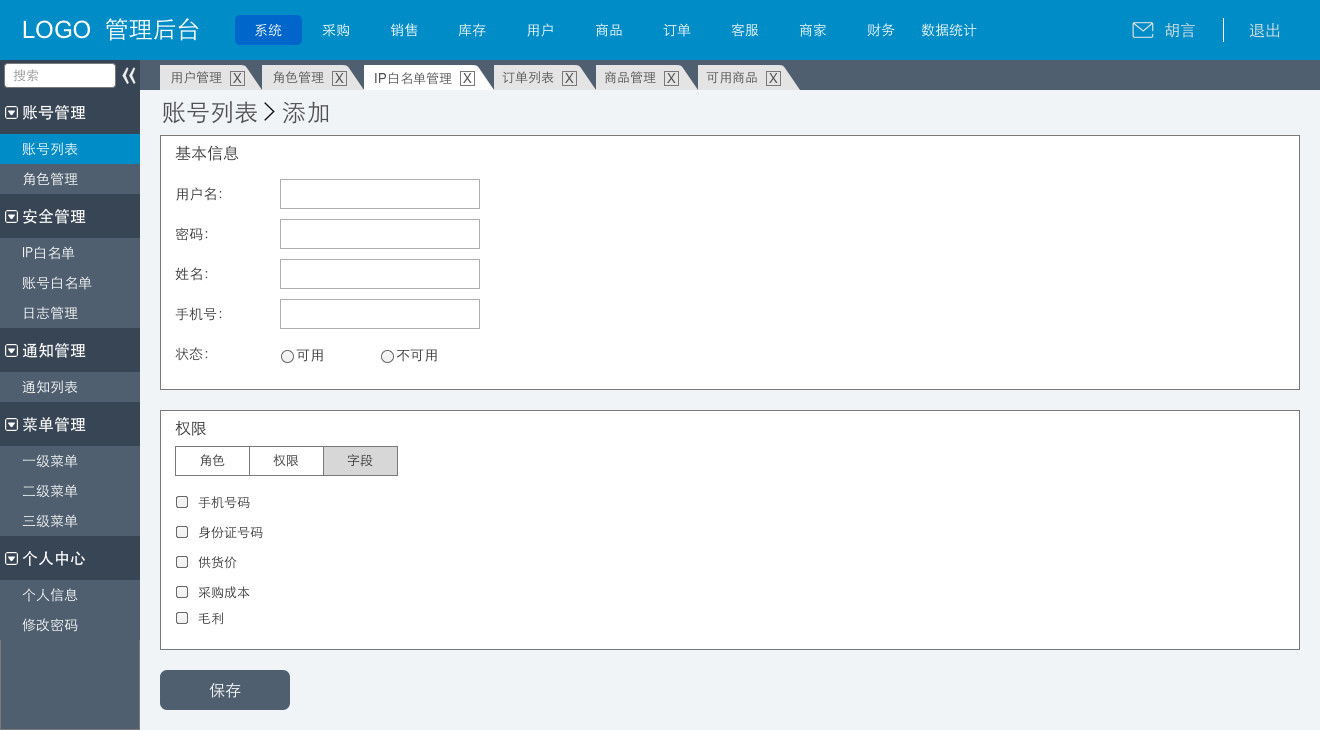 LOGO 管理后台 系统 采购 销售 库存 用户 商品 订单 客服 商家 财务 数据统计 胡言 退出
搜索
用户管理 X 角色管理 X IP白名单管理 X 订单列表 X 商品管理 X 可用商品 X
账号管理
账号列表
角色管理
安全管理
IP白名单
账号白名单
日志管理
通知管理
通知列表
菜单管理
一级菜单
二级菜单
三级菜单
个人中心
个人信息
修改密码
账号列表 > 添加
基本信息
用户名:
密码:
姓名:
手机号:
状态: 可用 不可用
权限
角色 权限 字段
手机号码
身份证号码
供货价
采购成本
毛利
保存